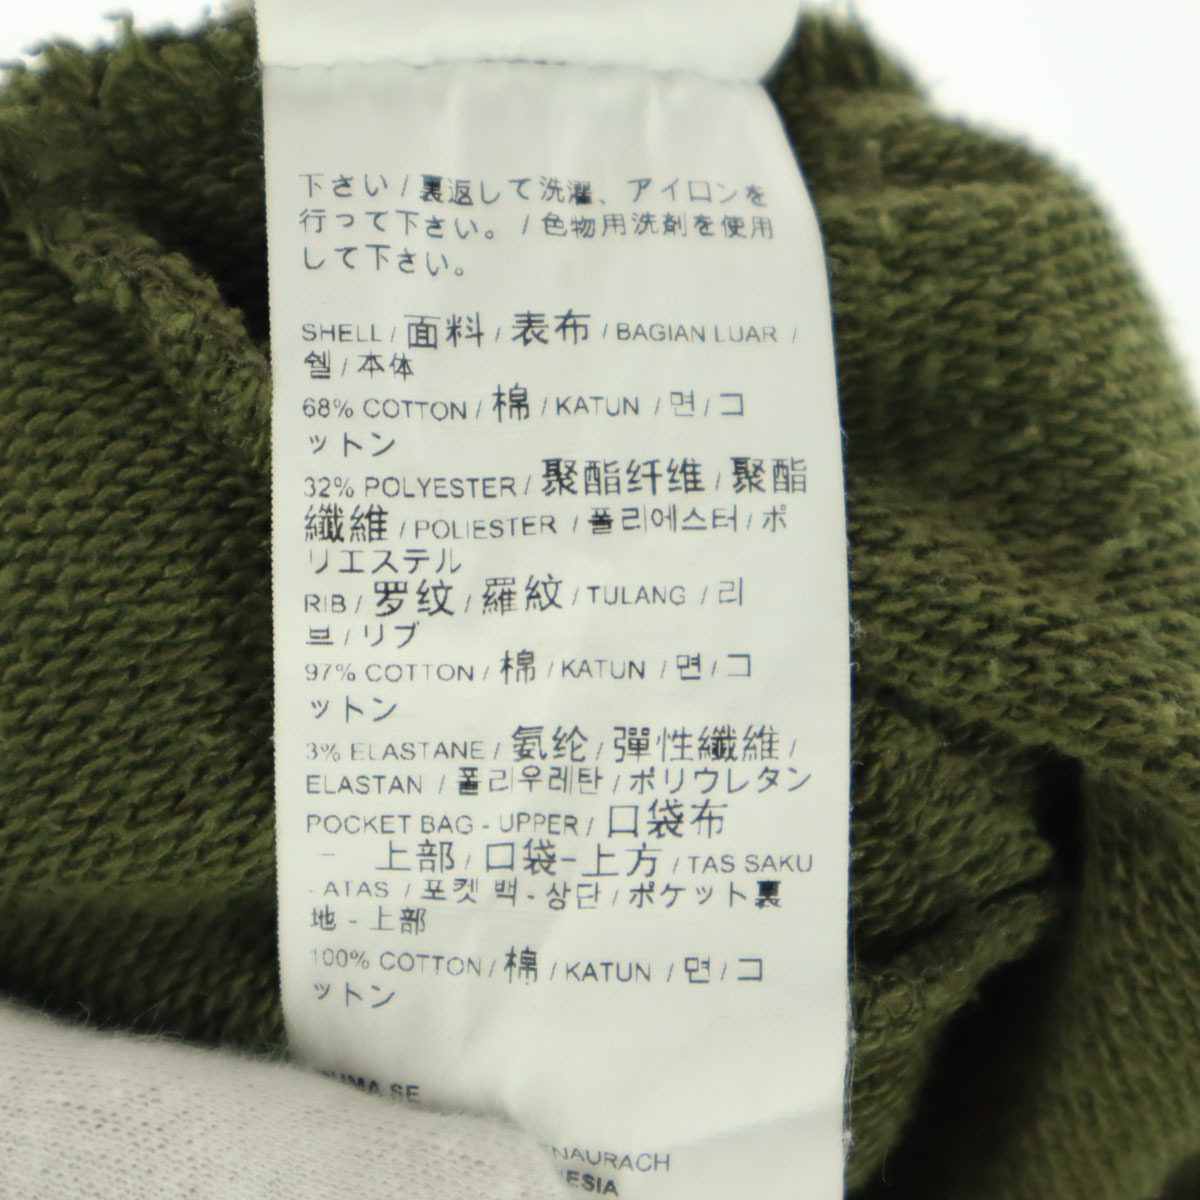 下さい / 裏返して洗濯、アイロンを
行って下さい。 / 色物用洗剤を使用
して下さい。
SHELL / 面料 / 表布 / BAGIAN LUAR /
쉘 / 本体
68% COTTON / 棉 / KATUN / 면 / コ
ットン
32% POLYESTER / 聚酯纤维 / 聚酯
纖維 / POLIESTER / 폴리에스터 / ポ
リエステル
RIB / 罗纹 / 羅紋 / TULANG / 리
브 / リブ
97% COTTON / 棉 / KATUN / 면 / コ
ットン
3% ELASTANE / 氨纶 / 彈性纖維 /
ELASTAN / 폴리우레탄 / ポリウレタン
POCKET BAG - UPPER / 口袋布
- 上部 / 口袋-上方 / TAS SAKU
- ATAS / 포켓 백 - 상단 / ポケット裏
地 - 上部
100% COTTON / 棉 / KATUN / 면 / コ
ットン
PUMA SE